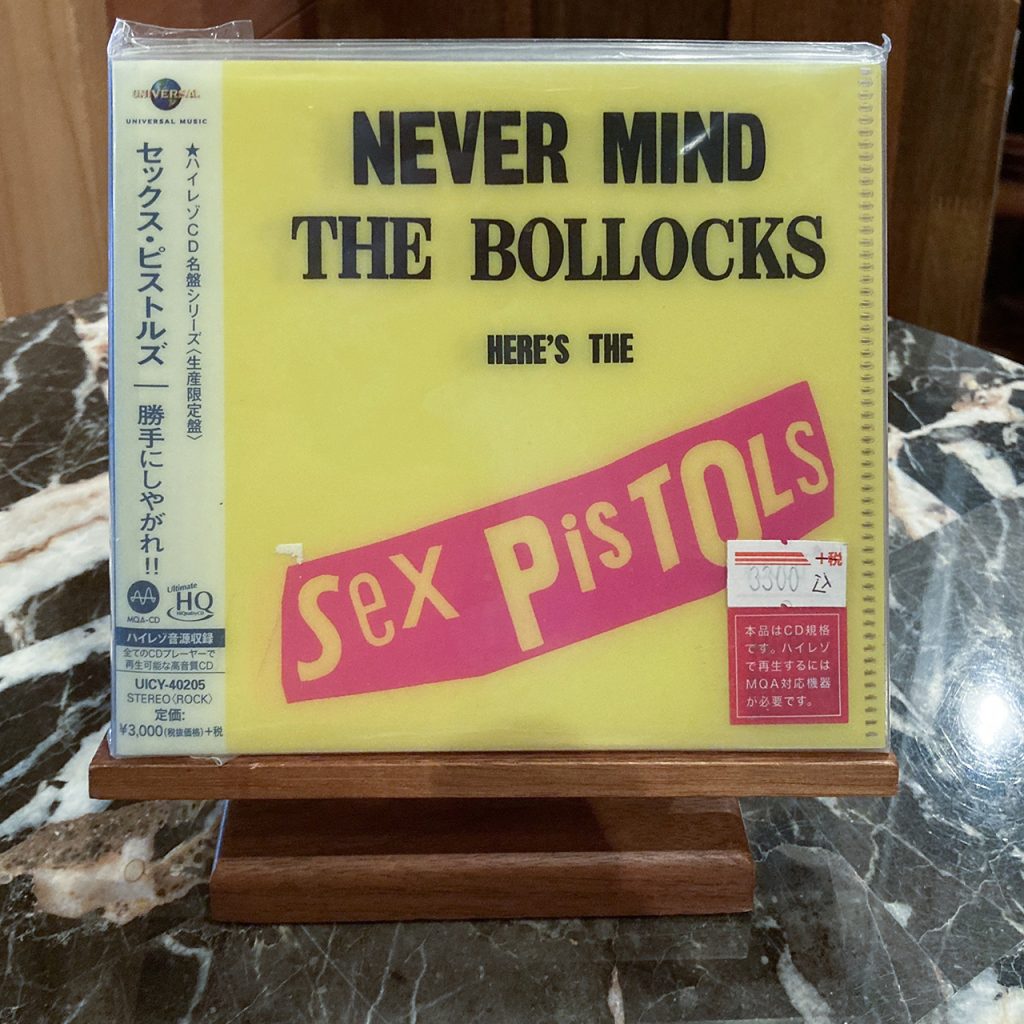 UNIVERSAL
UNIVERSAL MUSIC
★ハイレゾCD名盤シリーズ〈生産限定盤〉
セックス・ピストルズ｜勝手にしやがれ!!
MQA-CD
Ultimate
HQ
HiQualityCD
ハイレゾ音源収録
全てのCDプレーヤーで
再生可能な高音質CD
UICY-40205
STEREO〈ROCK〉
定価:
¥3,000(税抜価格)+税
NEVER MIND
THE BOLLOCKS
HERE'S THE
Sex PisTOLS
+税
3300 込
本品はCD規格
です。ハイレゾ
で再生するには
MQA対応機器
が必要です。